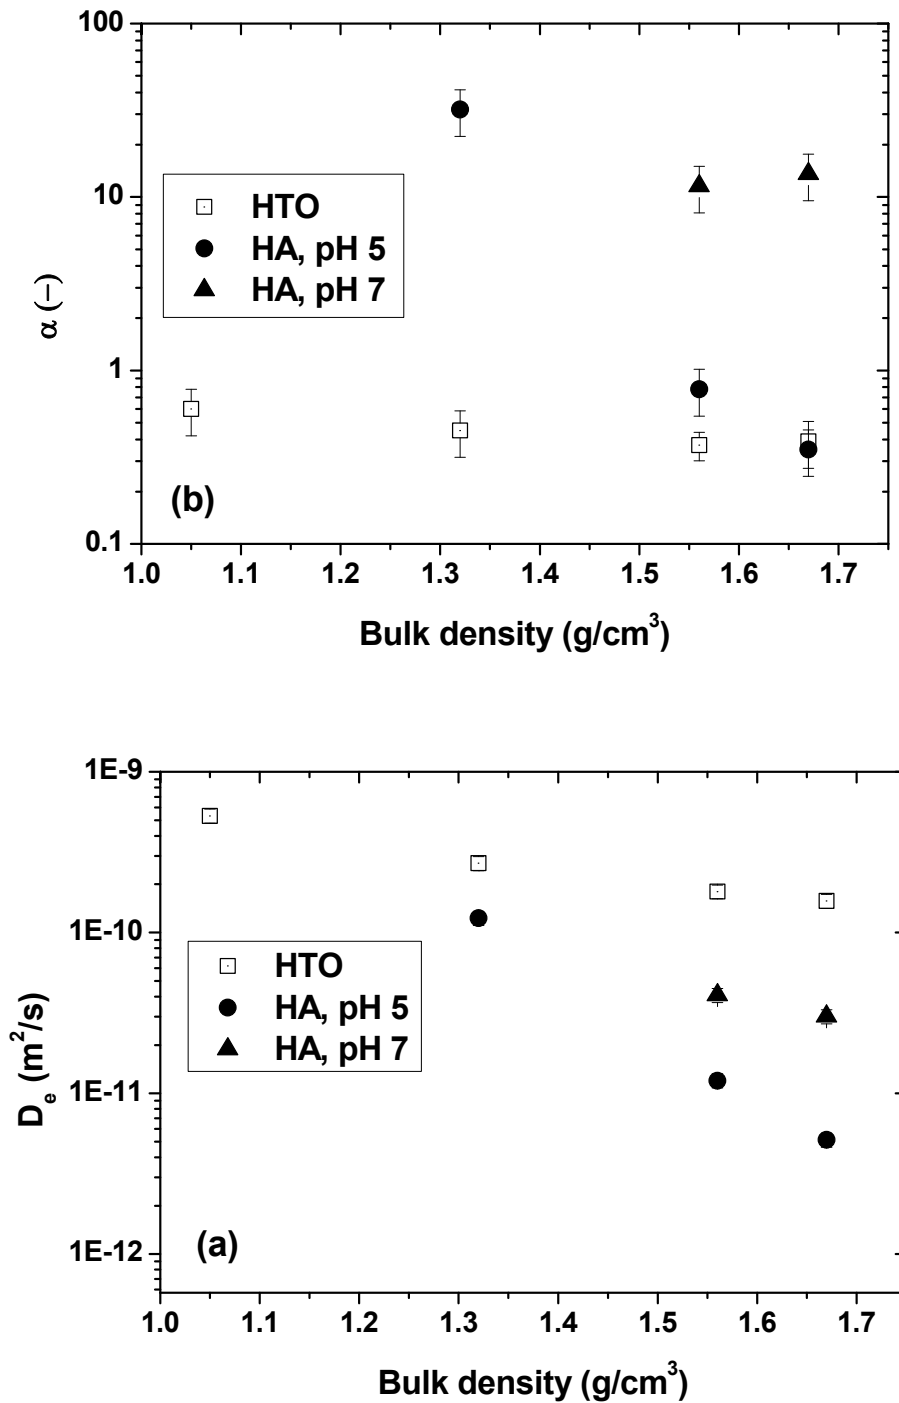 100
10
1
0.1
α (–)
HTO
HA, pH 5
HA, pH 7
(b)
1.0 1.1 1.2 1.3 1.4 1.5 1.6 1.7
Bulk density (g/cm³)
1E-9
1E-10
1E-11
1E-12
Dₑ (m²/s)
HTO
HA, pH 5
HA, pH 7
(a)
1.0 1.1 1.2 1.3 1.4 1.5 1.6 1.7
Bulk density (g/cm³)